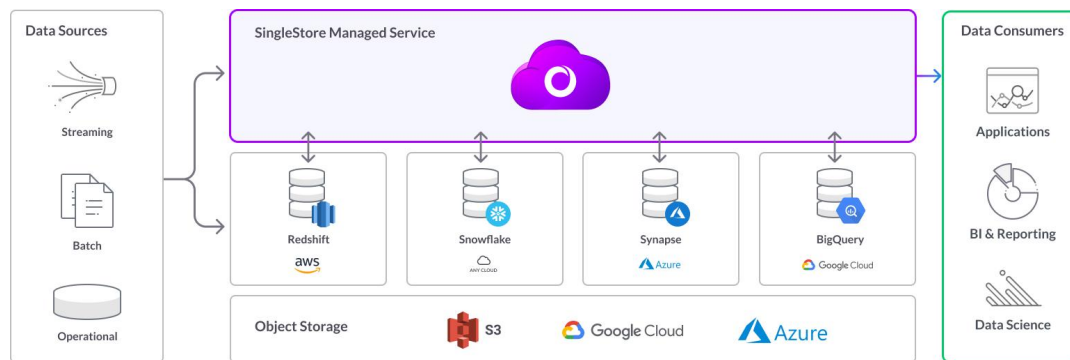 Data Sources
Streaming
Batch
Operational
SingleStore Managed Service
Redshift
aws
Snowflake
ANY CLOUD
Synapse
Azure
BigQuery
Google Cloud
Object Storage
S3
Google Cloud
Azure
Data Consumers
Applications
BI & Reporting
Data Science